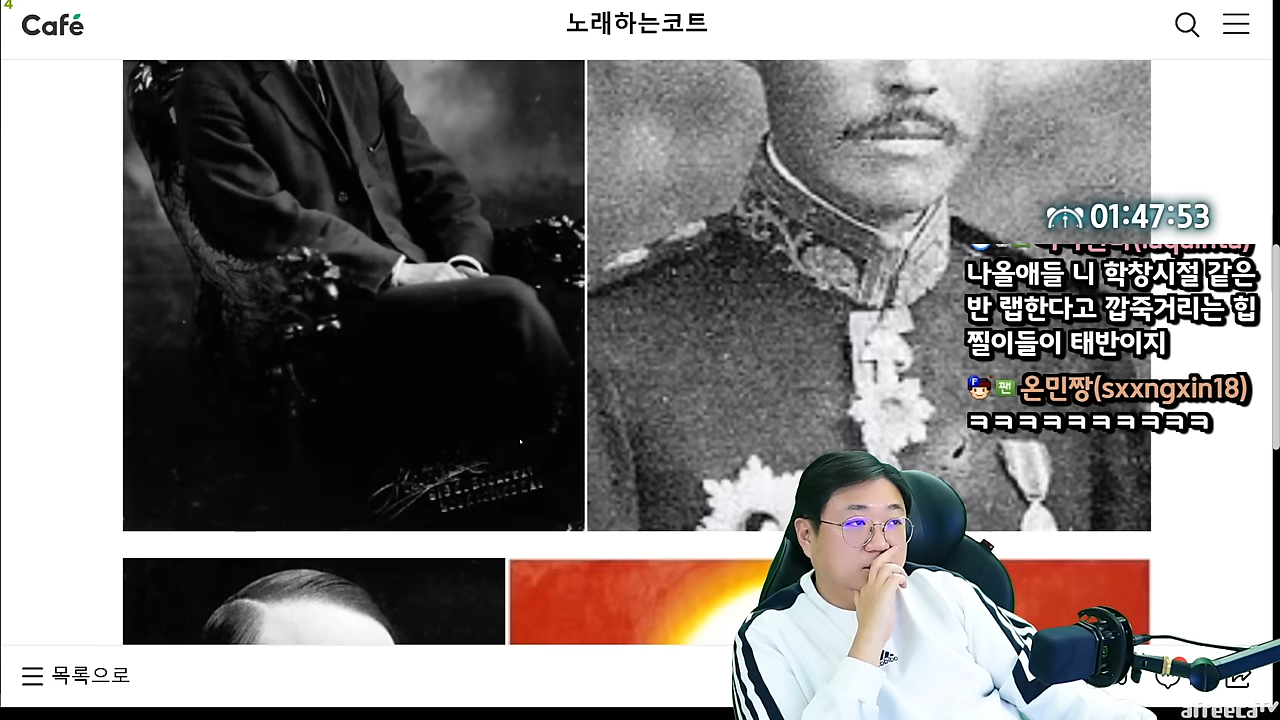 4
Café
노래하는코트
01:47:53
나올애들 니 학창시절 같은
반 랩한다고 깝죽거리는 힙
찔이들이 태반이지
F 팬 온민짱(sxxngxin18)
ㅋㅋㅋㅋㅋㅋㅋㅋㅋㅋ
목록으로
afreecaTV